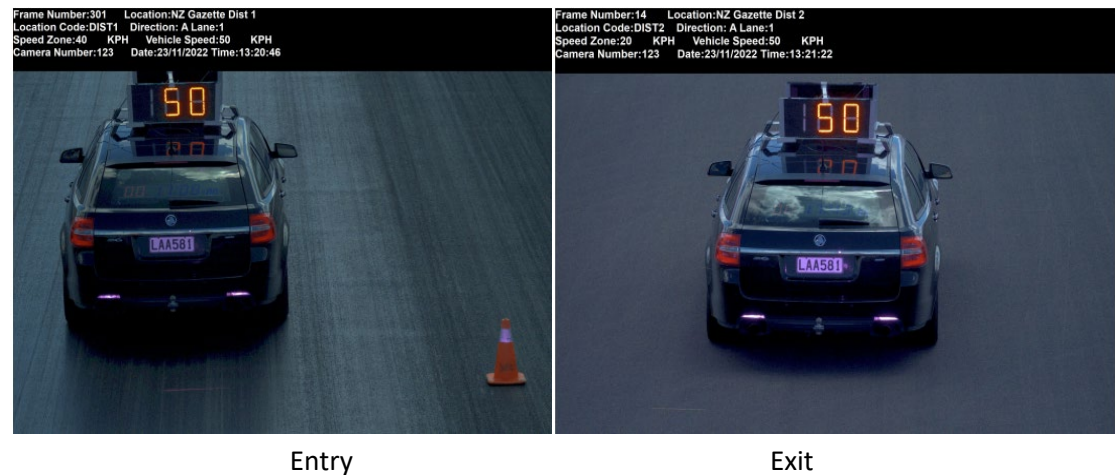 Frame Number:301 Location:NZ Gazette Dist 1
Location Code:DIST1 Direction: A Lane:1
Speed Zone:40 KPH Vehicle Speed:50 KPH
Camera Number:123 Date:23/11/2022 Time:13:20:46
50
LAA581
Entry
Frame Number:14 Location:NZ Gazette Dist 2
Location Code:DIST2 Direction: A Lane:1
Speed Zone:20 KPH Vehicle Speed:50 KPH
Camera Number:123 Date:23/11/2022 Time:13:21:22
50
LAA581
Exit